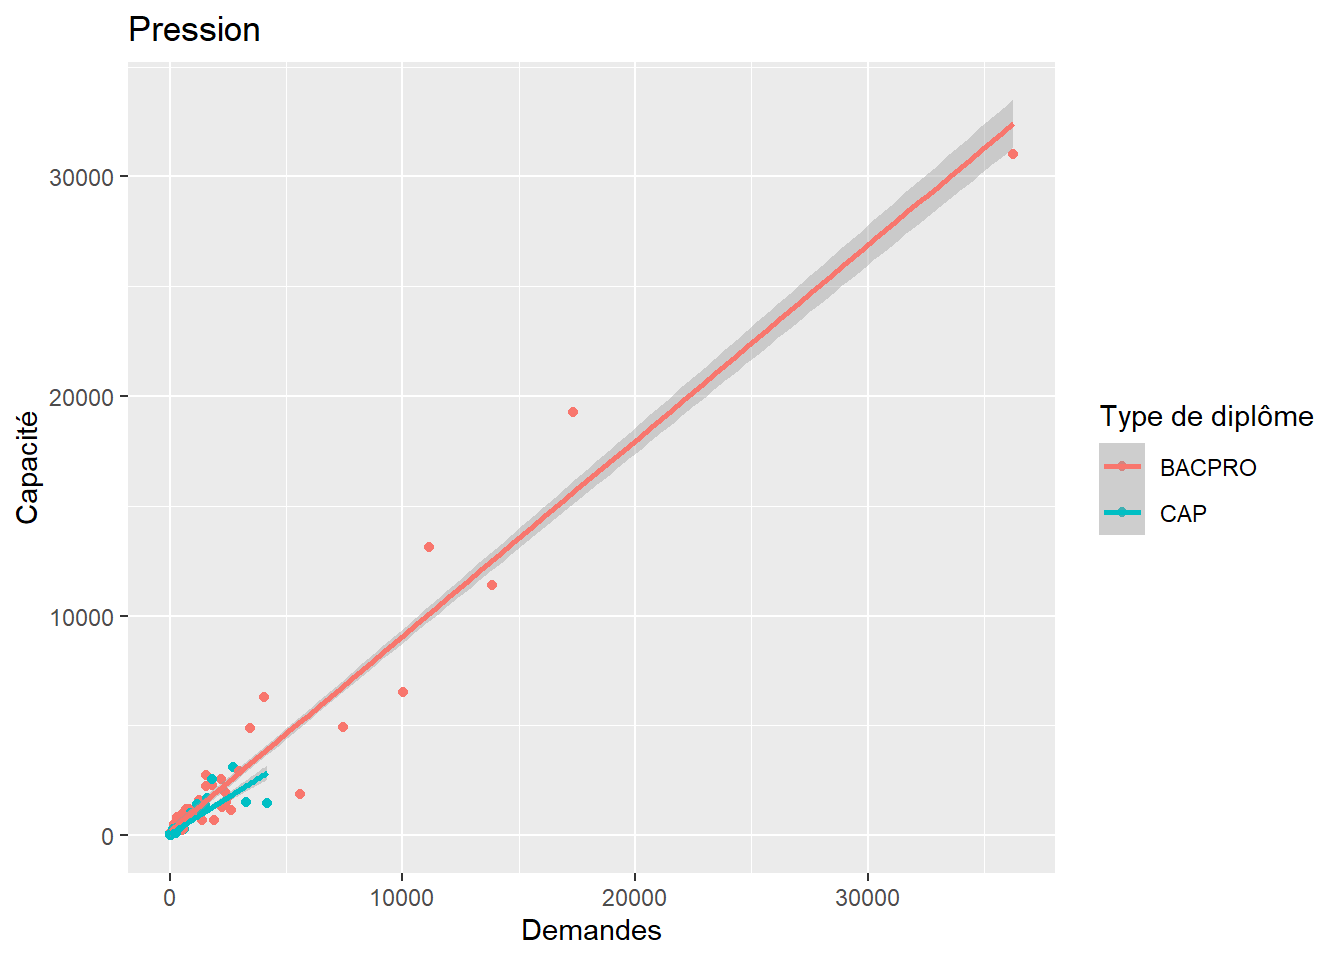 Pression
30000
20000
10000
0
Capacité
0 10000 20000 30000
Demandes
Type de diplôme
BACPRO
CAP